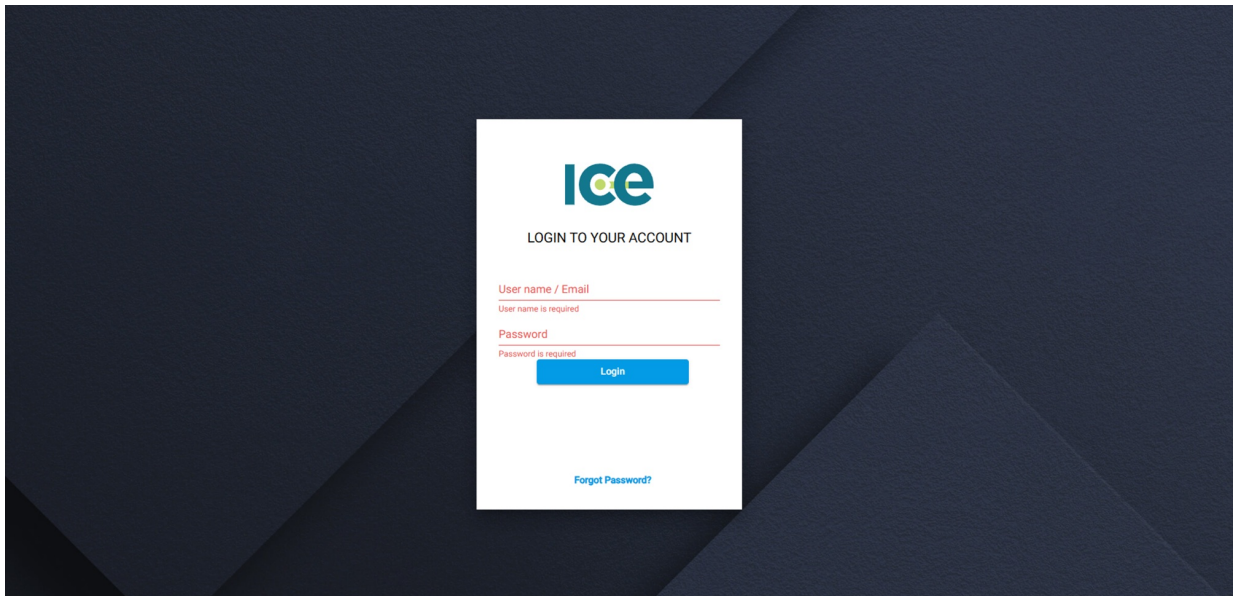 Ice
LOGIN TO YOUR ACCOUNT
User name / Email
User name is required
Password
Password is required
Login
Forgot Password?